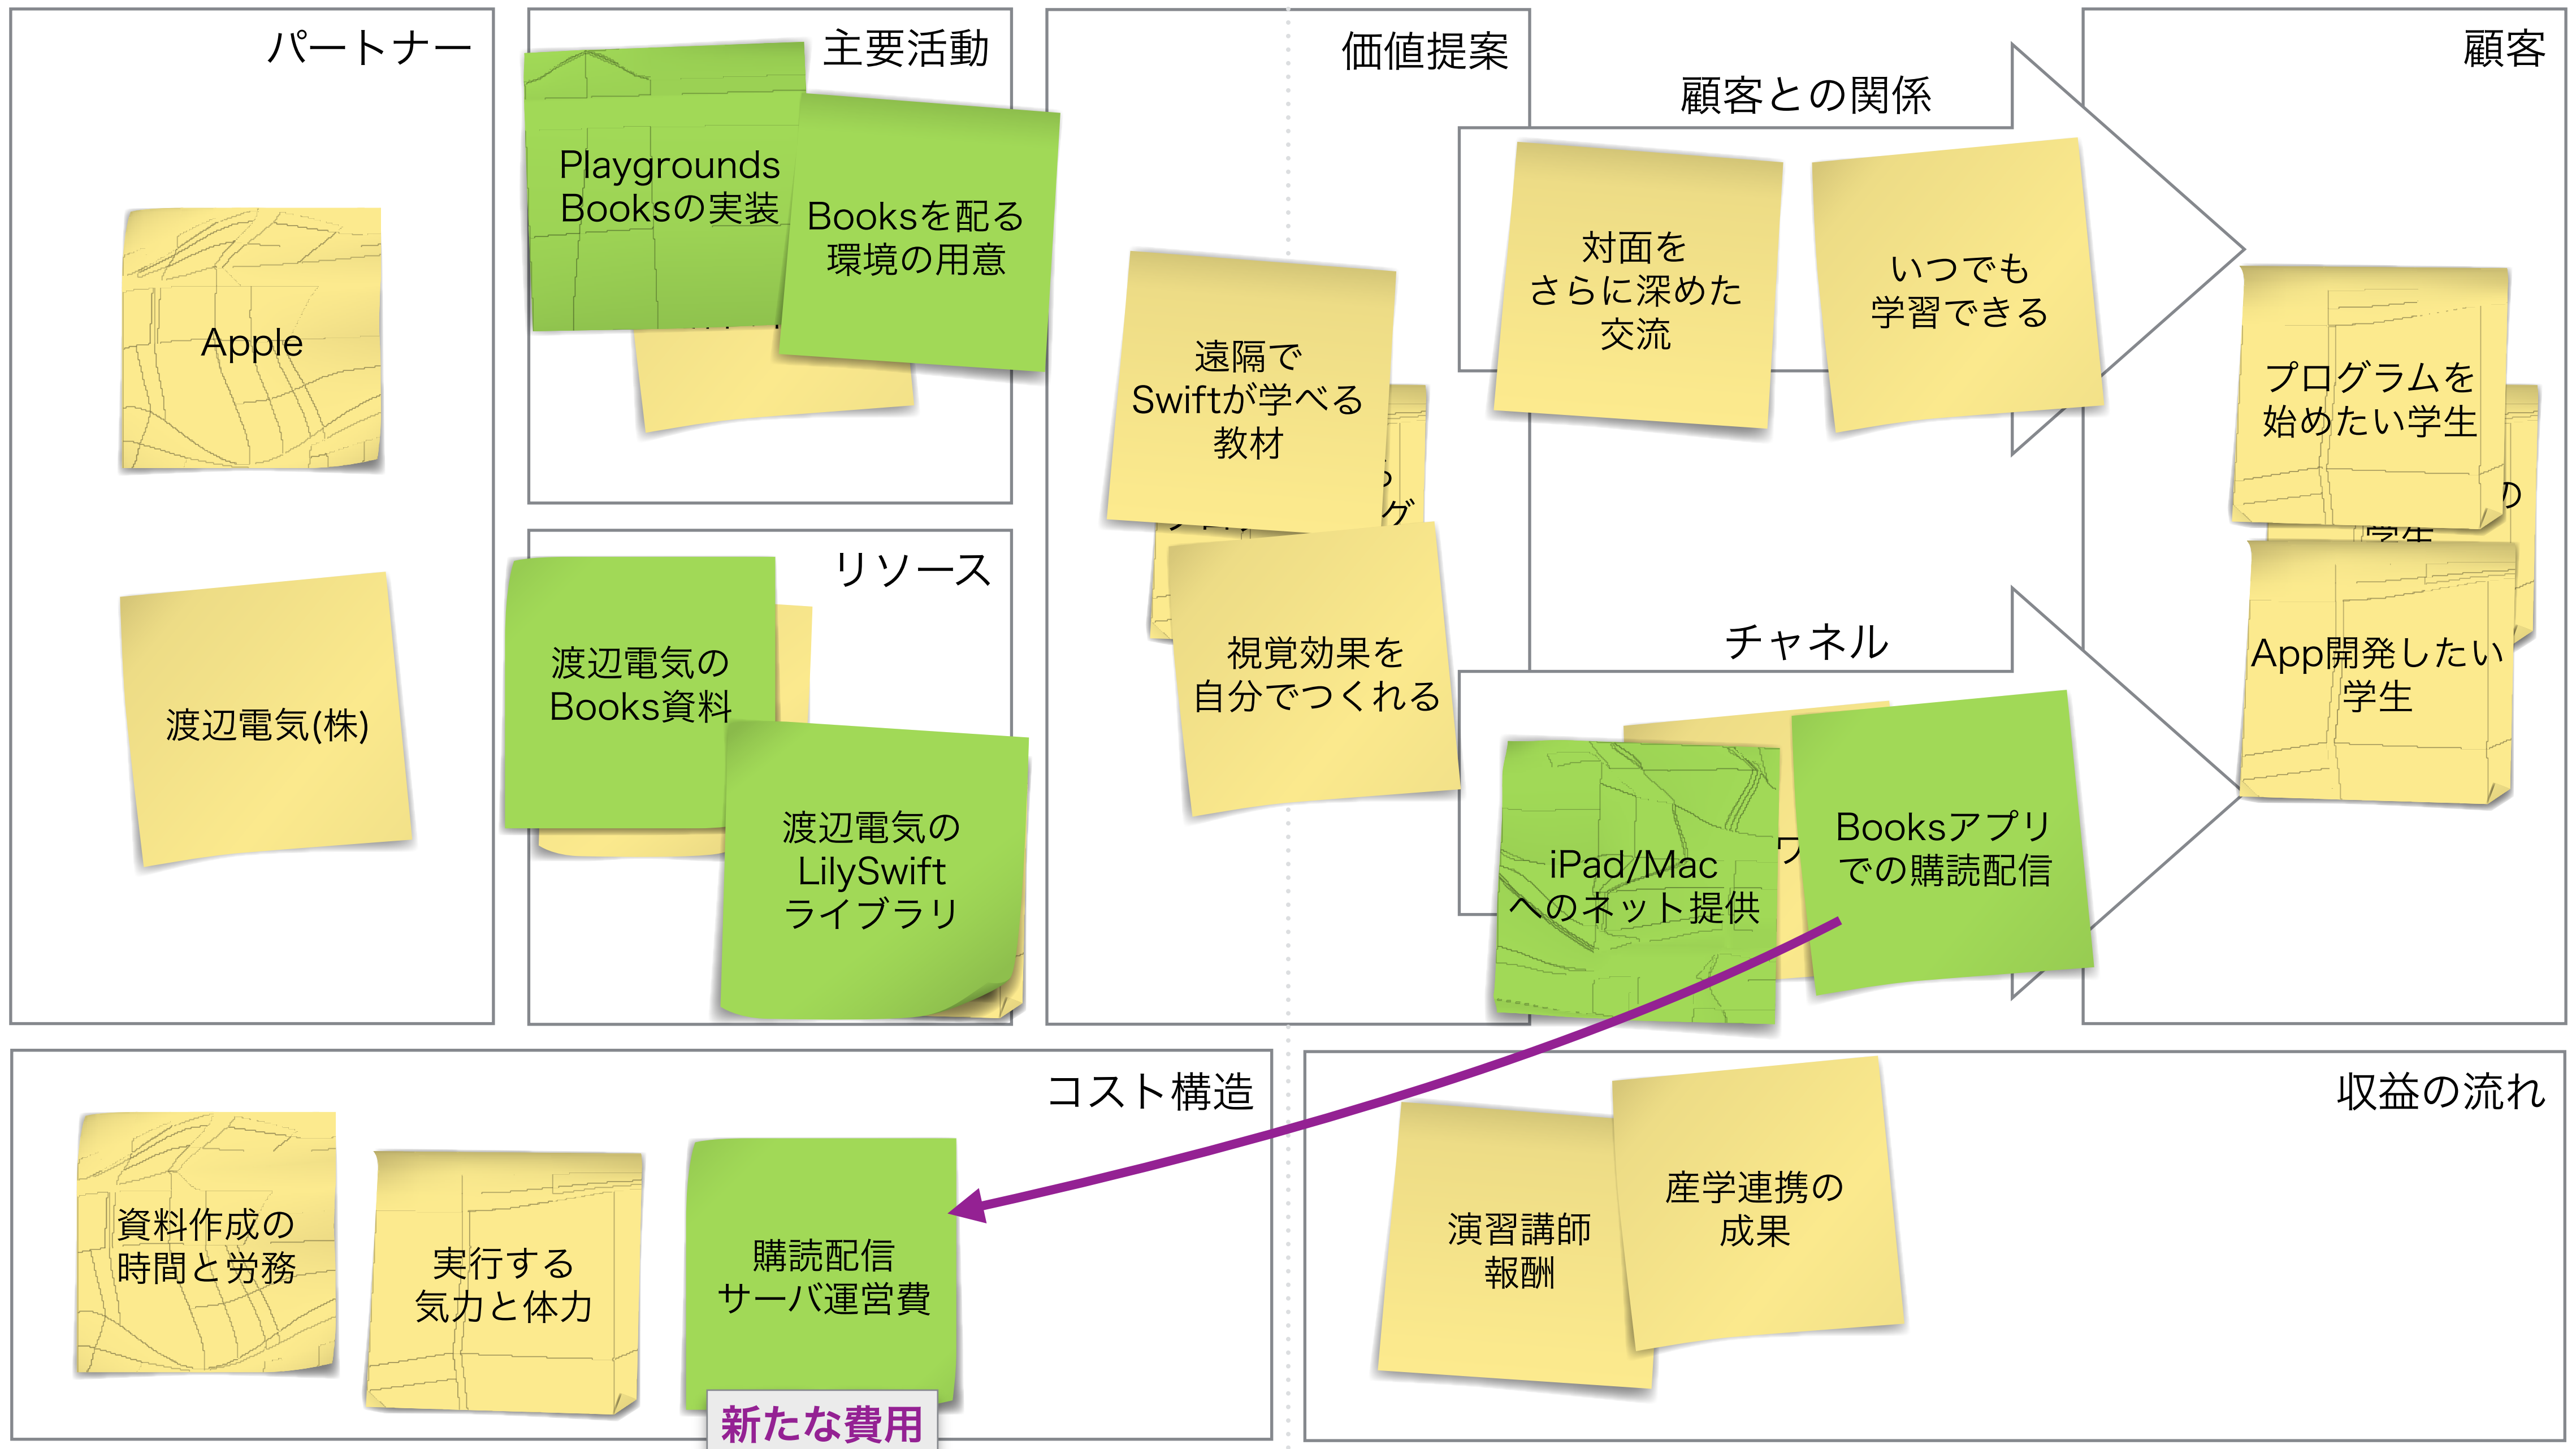 パートナー
Apple
渡辺電気(株)
主要活動
Playgrounds
Booksの実装
Booksを配る
環境の用意
リソース
渡辺電気の
Books資料
渡辺電気の
LilySwift
ライブラリ
価値提案
遠隔で
Swiftが学べる
教材
視覚効果を
自分でつくれる
顧客との関係
対面を
さらに深めた
交流
いつでも
学習できる
チャネル
iPad/Mac
へのネット提供
Booksアプリ
での購読配信
顧客
プログラムを
始めたい学生
の
学生
App開発したい
学生
コスト構造
資料作成の
時間と労務
実行する
気力と体力
購読配信
サーバ運営費
新たな費用
収益の流れ
演習講師
報酬
産学連携の
成果